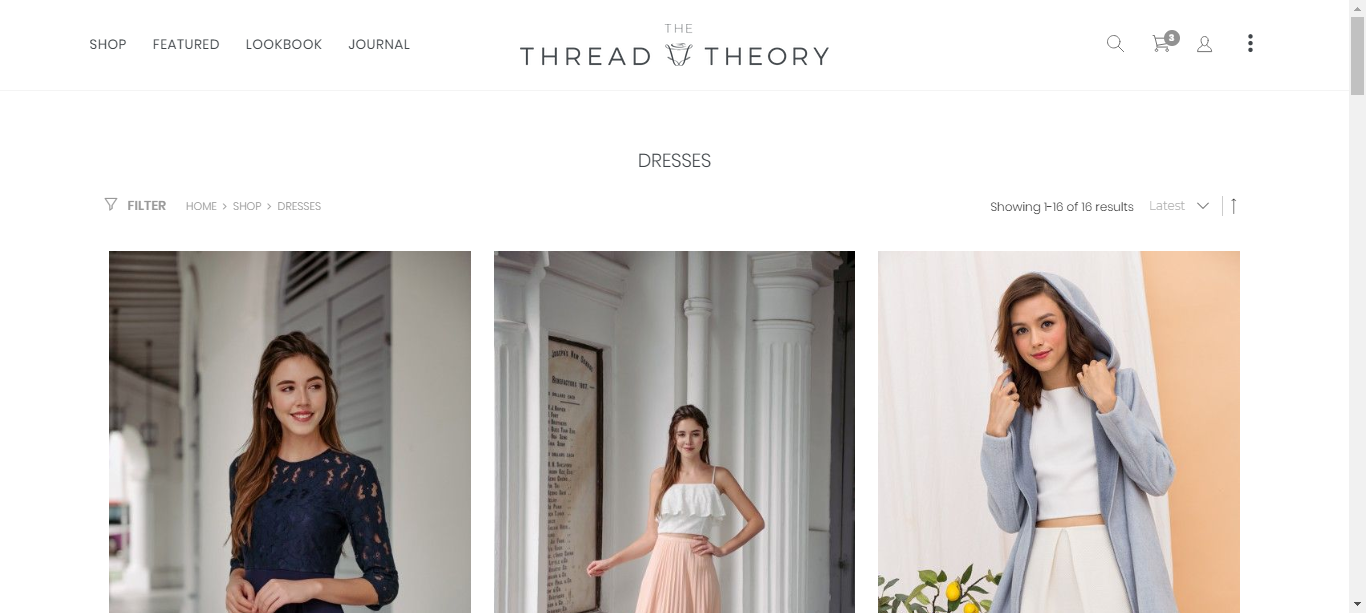 SHOP FEATURED LOOKBOOK JOURNAL
THE
THREAD THEORY
3
DRESSES
FILTER HOME > SHOP > DRESSES
Showing 1-16 of 16 results Latest